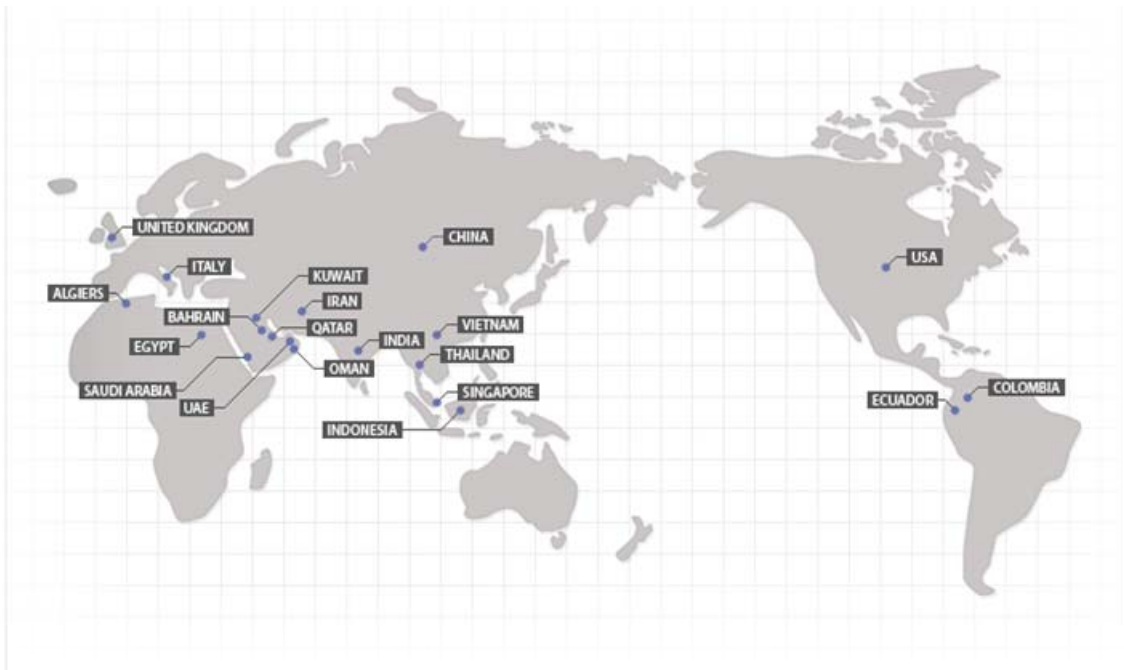 UNITED KINGDOM
CHINA
ITALY
USA
KUWAIT
ALGIERS
IRAN
BAHRAIN
QATAR
VIETNAM
EGYPT
INDIA
THAILAND
OMAN
SAUDI ARABIA
SINGAPORE
COLOMBIA
UAE
ECUADOR
INDONESIA